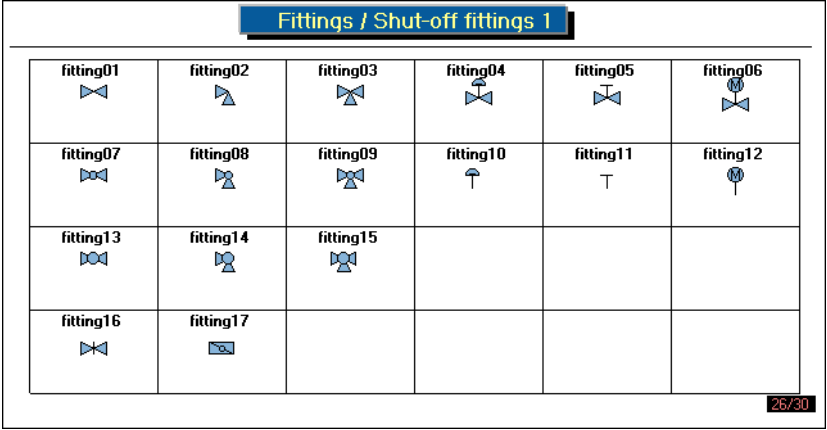 Fittings / Shut-off fittings 1
fitting01 fitting02 fitting03 fitting04 fitting05 fitting06
M
fitting07 fitting08 fitting09 fitting10 fitting11 fitting12
M
fitting13 fitting14 fitting15
fitting16 fitting17
26/30